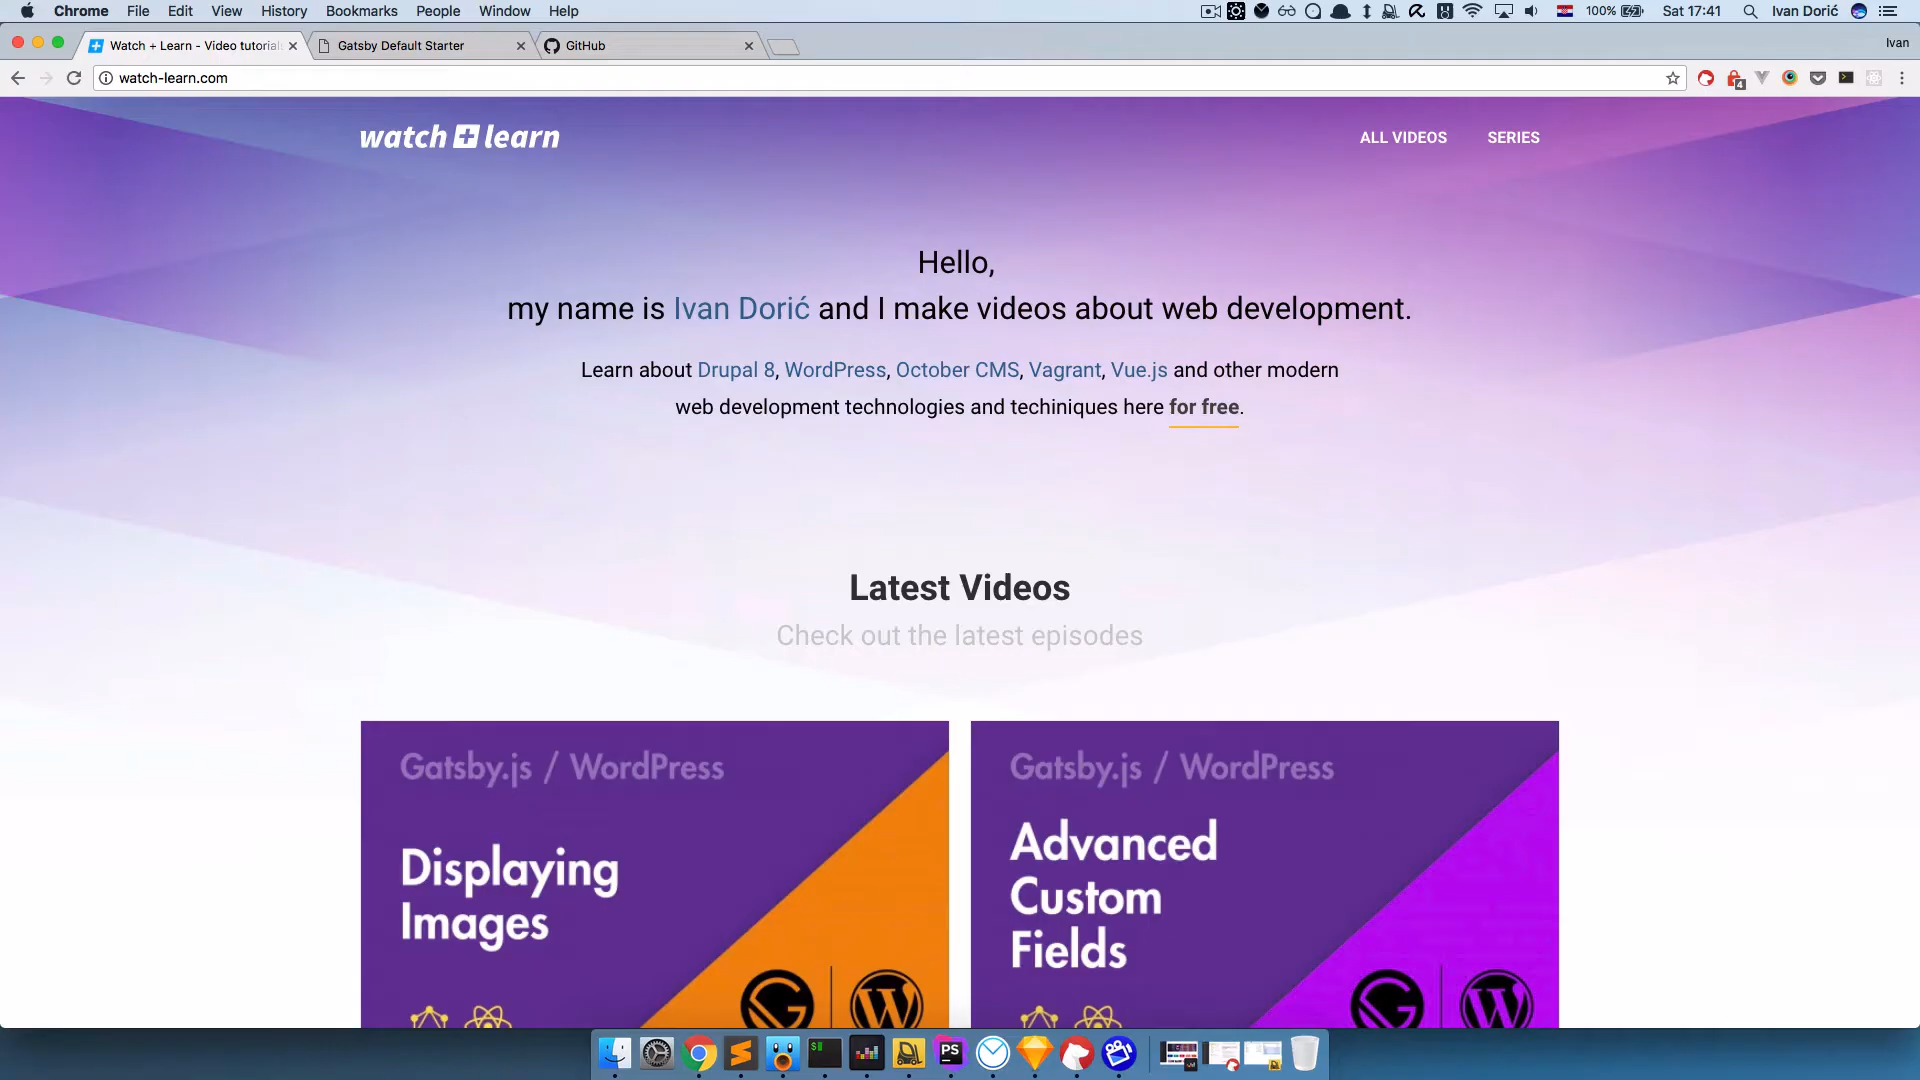 Chrome File Edit View History Bookmarks People Window Help 100% Sat 17:41 Ivan Dorić
Watch + Learn - Video tutorial Gatsby Default Starter GitHub Ivan
watch-learn.com
4
watch learn ALL VIDEOS SERIES
Hello,
my name is Ivan Dorić and I make videos about web development.
Learn about Drupal 8, WordPress, October CMS, Vagrant, Vue.js and other modern
web development technologies and techiniques here for free.
Latest Videos
Check out the latest episodes
Gatsby.js / WordPress
Displaying
Images
Gatsby.js / WordPress
Advanced
Custom
Fields
PS